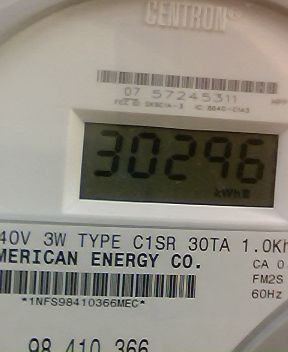 CENTRON®
07 57245311
30296
kWh
40V 3W TYPE C1SR 30TA 1.0Kh
MERICAN ENERGY CO.
CA 0.
FM2S
60Hz
*1NFS98410366MEC*
98 410 366